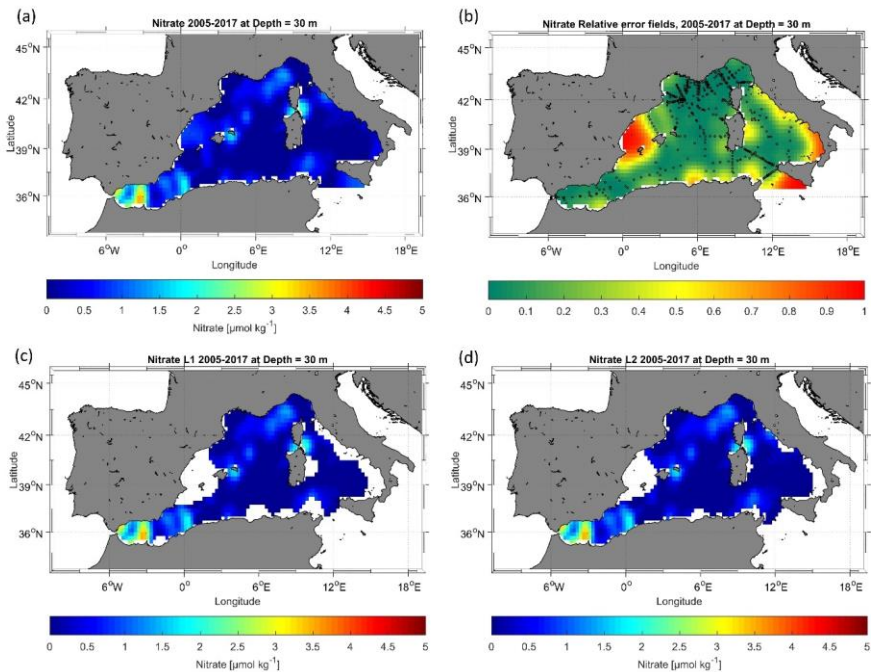 (a)
Nitrate 2005-2017 at Depth = 30 m
Latitude
42°N
39°N
36°N
6°W
0°
6°E
12°E
18°E
Longitude
0 0.5 1 1.5 2 2.5 3 3.5 4 4.5 5
Nitrate [μmol kg⁻¹]
(b)
Nitrate Relative error fields, 2005-2017 at Depth = 30 m
Latitude
45°N
42°N
39°N
36°N
6°W
0°
6°E
12°E
18°E
Longitude
0 0.1 0.2 0.3 0.4 0.5 0.6 0.7 0.8 0.9 1
(c)
Nitrate L1 2005-2017 at Depth = 30 m
Latitude
45°N
42°N
39°N
36°N
6°W
0°
6°E
12°E
18°E
Longitude
0 0.5 1 1.5 2 2.5 3 3.5 4 4.5 5
Nitrate [μmol kg⁻¹]
(d)
Nitrate L2 2005-2017 at Depth = 30 m
Latitude
45°N
42°N
39°N
36°N
6°W
0°
6°E
12°E
18°E
Longitude
0 0.5 1 1.5 2 2.5 3 3.5 4 4.5 5
Nitrate [μmol kg⁻¹]